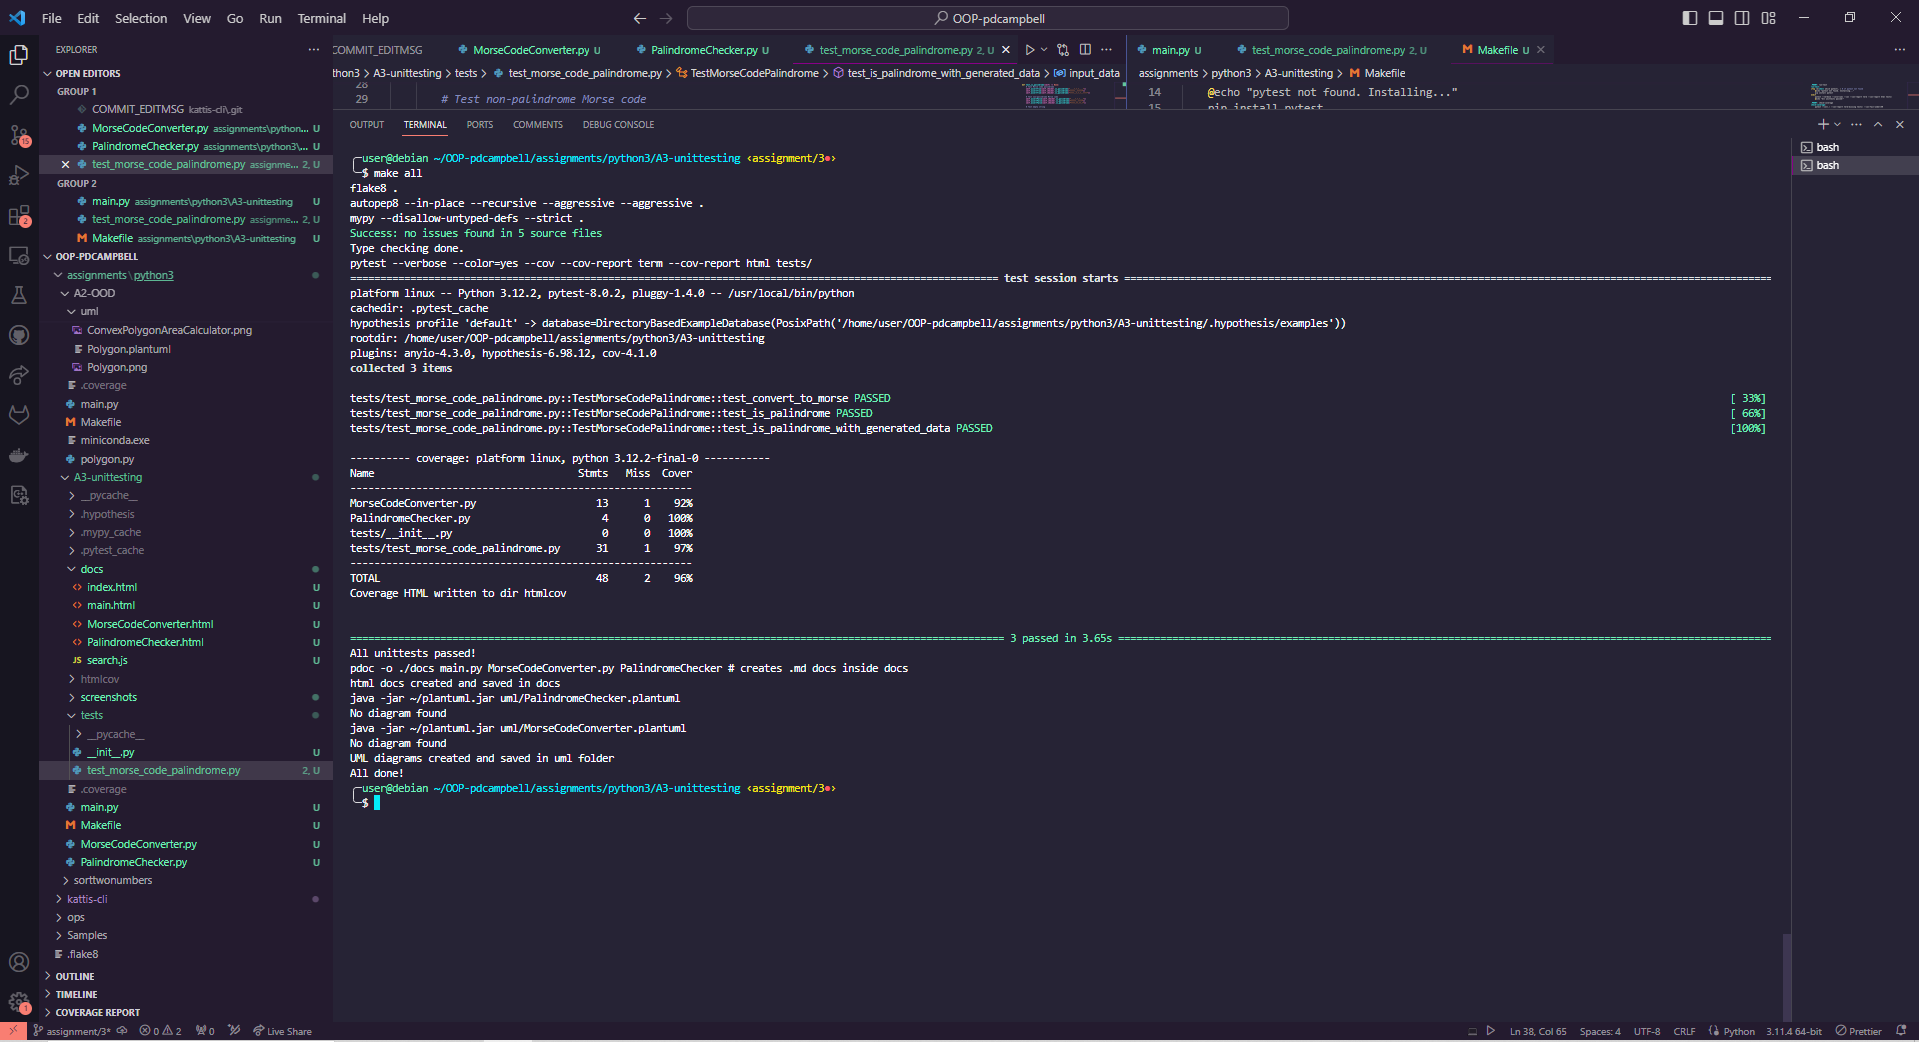 File Edit Selection View Go Run Terminal Help
OOP-pdcampbell
EXPLORER
OPEN EDITORS
GROUP 1
COMMIT_EDITMSG kattis-cli\.git
MorseCodeConverter.py assignments\python... U
PalindromeChecker.py assignments\python3\... U
test_morse_code_palindrome.py assignme... 2, U
GROUP 2
main.py assignments\python3\A3-unittesting U
test_morse_code_palindrome.py assignme... 2, U
Makefile assignments\python3\A3-unittesting U
OOP-PDCAMPBELL
assignments \ python3
A2-OOD
uml
ConvexPolygonAreaCalculator.png
Polygon.plantuml
Polygon.png
.coverage
main.py
Makefile
miniconda.exe
polygon.py
A3-unittesting
__pycache__
.hypothesis
.mypy_cache
.pytest_cache
docs
index.html U
main.html U
MorseCodeConverter.html U
PalindromeChecker.html U
search.js U
htmlcov
screenshots
tests
__pycache__
__init__.py U
test_morse_code_palindrome.py 2, U
.coverage
main.py U
Makefile U
MorseCodeConverter.py U
PalindromeChecker.py U
sorttwonumbers
kattis-cli
ops
Samples
.flake8
OUTLINE
TIMELINE
COVERAGE REPORT
COMMIT_EDITMSG MorseCodeConverter.py U PalindromeChecker.py U test_morse_code_palindrome.py 2, U
thon3 > A3-unittesting > tests > test_morse_code_palindrome.py > TestMorseCodePalindrome > test_is_palindrome_with_generated_data > input_data
28
29 # Test non-palindrome Morse code
main.py U test_morse_code_palindrome.py 2, U Makefile U
assignments > python3 > A3-unittesting > Makefile
14 @echo "pytest not found. Installing..."
15 pip install pytest
OUTPUT TERMINAL PORTS COMMENTS DEBUG CONSOLE
bash
bash
user@debian ~/OOP-pdcampbell/assignments/python3/A3-unittesting ‹assignment/3●›
$ make all
flake8 .
autopep8 --in-place --recursive --aggressive --aggressive .
mypy --disallow-untyped-defs --strict .
Success: no issues found in 5 source files
Type checking done.
pytest --verbose --color=yes --cov --cov-report term --cov-report html tests/
test session starts
platform linux -- Python 3.12.2, pytest-8.0.2, pluggy-1.4.0 -- /usr/local/bin/python
cachedir: .pytest_cache
hypothesis profile 'default' -> database=DirectoryBasedExampleDatabase(PosixPath('/home/user/OOP-pdcampbell/assignments/python3/A3-unittesting/.hypothesis/examples'))
rootdir: /home/user/OOP-pdcampbell/assignments/python3/A3-unittesting
plugins: anyio-4.3.0, hypothesis-6.98.12, cov-4.1.0
collected 3 items
tests/test_morse_code_palindrome.py::TestMorseCodePalindrome::test_convert_to_morse PASSED [ 33%]
tests/test_morse_code_palindrome.py::TestMorseCodePalindrome::test_is_palindrome PASSED [ 66%]
tests/test_morse_code_palindrome.py::TestMorseCodePalindrome::test_is_palindrome_with_generated_data PASSED [100%]
---------- coverage: platform linux, python 3.12.2-final-0 -----------
Name Stmts Miss Cover
MorseCodeConverter.py 13 1 92%
PalindromeChecker.py 4 0 100%
tests/__init__.py 0 0 100%
tests/test_morse_code_palindrome.py 31 1 97%
TOTAL 48 2 96%
Coverage HTML written to dir htmlcov
3 passed in 3.65s
All unittests passed!
pdoc -o ./docs main.py MorseCodeConverter.py PalindromeChecker # creates .md docs inside docs
html docs created and saved in docs
java -jar ~/plantuml.jar uml/PalindromeChecker.plantuml
No diagram found
java -jar ~/plantuml.jar uml/MorseCodeConverter.plantuml
No diagram found
UML diagrams created and saved in uml folder
All done!
user@debian ~/OOP-pdcampbell/assignments/python3/A3-unittesting ‹assignment/3●›
$
assignment/3* 0 2 0 Live Share
Ln 38, Col 65 Spaces: 4 UTF-8 CRLF Python 3.11.4 64-bit Prettier